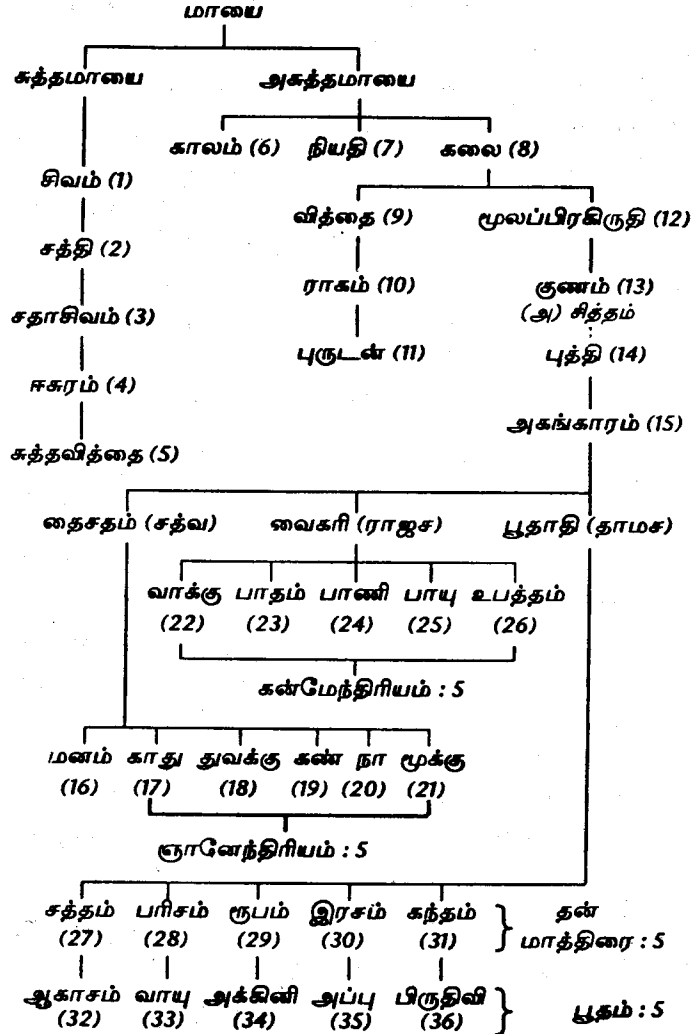 மாயை
சுத்தமாயை அசுத்தமாயை
காலம் (6) நியதி (7) கலை (8)
சிவம் (1)
வித்தை (9) மூலப்பிரகிருதி (12)
சத்தி (2)
ராகம் (10) குணம் (13)
(அ) சித்தம்
சதாசிவம் (3)
புருடன் (11) புத்தி (14)
ஈசுரம் (4)
அகங்காரம் (15)
சுத்தவித்தை (5)
தைசதம் (சத்வ) வைகரி (ராஜச) பூதாதி (தாமச)
வாக்கு பாதம் பாணி பாயு உபத்தம்
(22) (23) (24) (25) (26)
கன்மேந்திரியம் : 5
மனம் காது துவக்கு கண் நா மூக்கு
(16) (17) (18) (19) (20) (21)
ஞானேந்திரியம் : 5
சத்தம் பரிசம் ரூபம் இரசம் கந்தம் தன்
(27) (28) (29) (30) (31) மாத்திரை : 5
ஆகாசம் வாயு அக்கினி அப்பு பிருதிவி
(32) (33) (34) (35) (36) பூதம் : 5